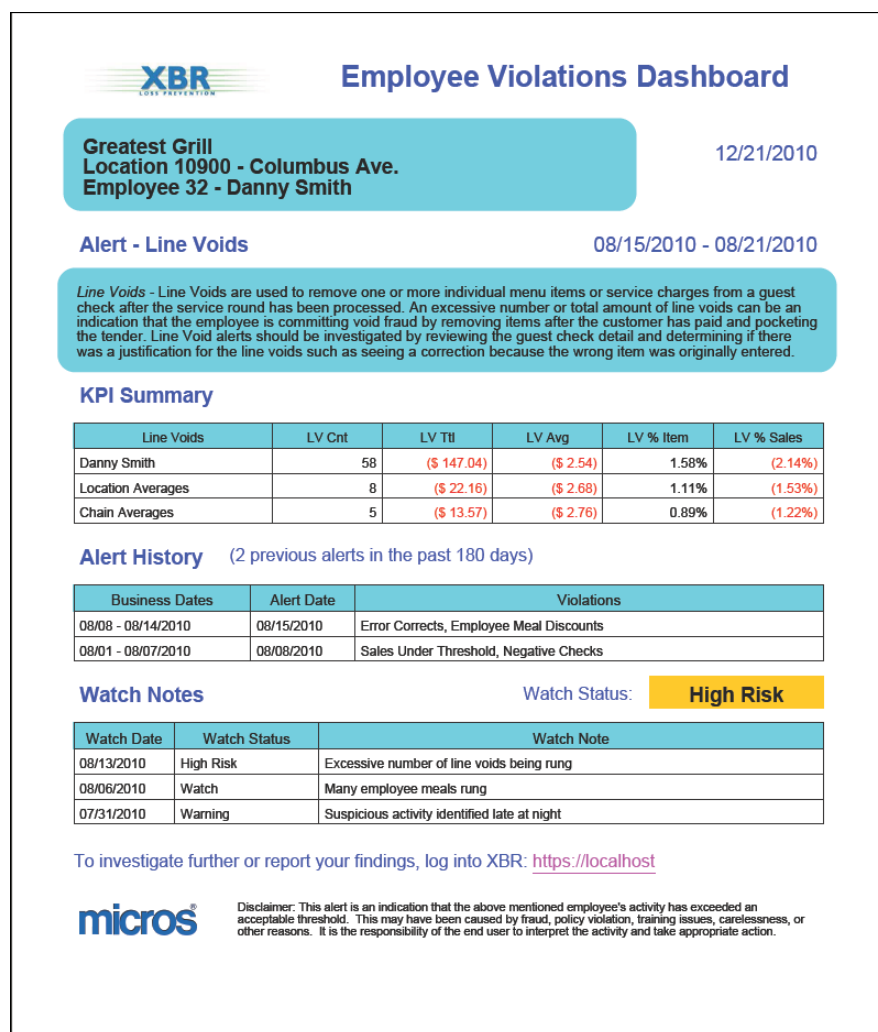 XBR
LOSS PREVENTION
Employee Violations Dashboard
Greatest Grill
Location 10900 - Columbus Ave.
Employee 32 - Danny Smith
12/21/2010
Alert - Line Voids
08/15/2010 - 08/21/2010
Line Voids - Line Voids are used to remove one or more individual menu items or service charges from a guest
check after the service round has been processed. An excessive number or total amount of line voids can be an
indication that the employee is committing void fraud by removing items after the customer has paid and pocketing
the tender. Line Void alerts should be investigated by reviewing the guest check detail and determining if there
was a justification for the line voids such as seeing a correction because the wrong item was originally entered.
KPI Summary
Line Voids LV Cnt LV Ttl LV Avg LV % Item LV % Sales
Danny Smith 58 ($ 147.04) ($ 2.54) 1.58% (2.14%)
Location Averages 8 ($ 22.16) ($ 2.68) 1.11% (1.53%)
Chain Averages 5 ($ 13.57) ($ 2.76) 0.89% (1.22%)
Alert History (2 previous alerts in the past 180 days)
Business Dates Alert Date Violations
08/08 - 08/14/2010 08/15/2010 Error Corrects, Employee Meal Discounts
08/01 - 08/07/2010 08/08/2010 Sales Under Threshold, Negative Checks
Watch Notes Watch Status: High Risk
Watch Date Watch Status Watch Note
08/13/2010 High Risk Excessive number of line voids being rung
08/06/2010 Watch Many employee meals rung
07/31/2010 Warning Suspicious activity identified late at night
To investigate further or report your findings, log into XBR: https://localhost
micros®
Disclaimer: This alert is an indication that the above mentioned employee's activity has exceeded an
acceptable threshold. This may have been caused by fraud, policy violation, training issues, carelessness, or
other reasons. It is the responsibility of the end user to interpret the activity and take appropriate action.